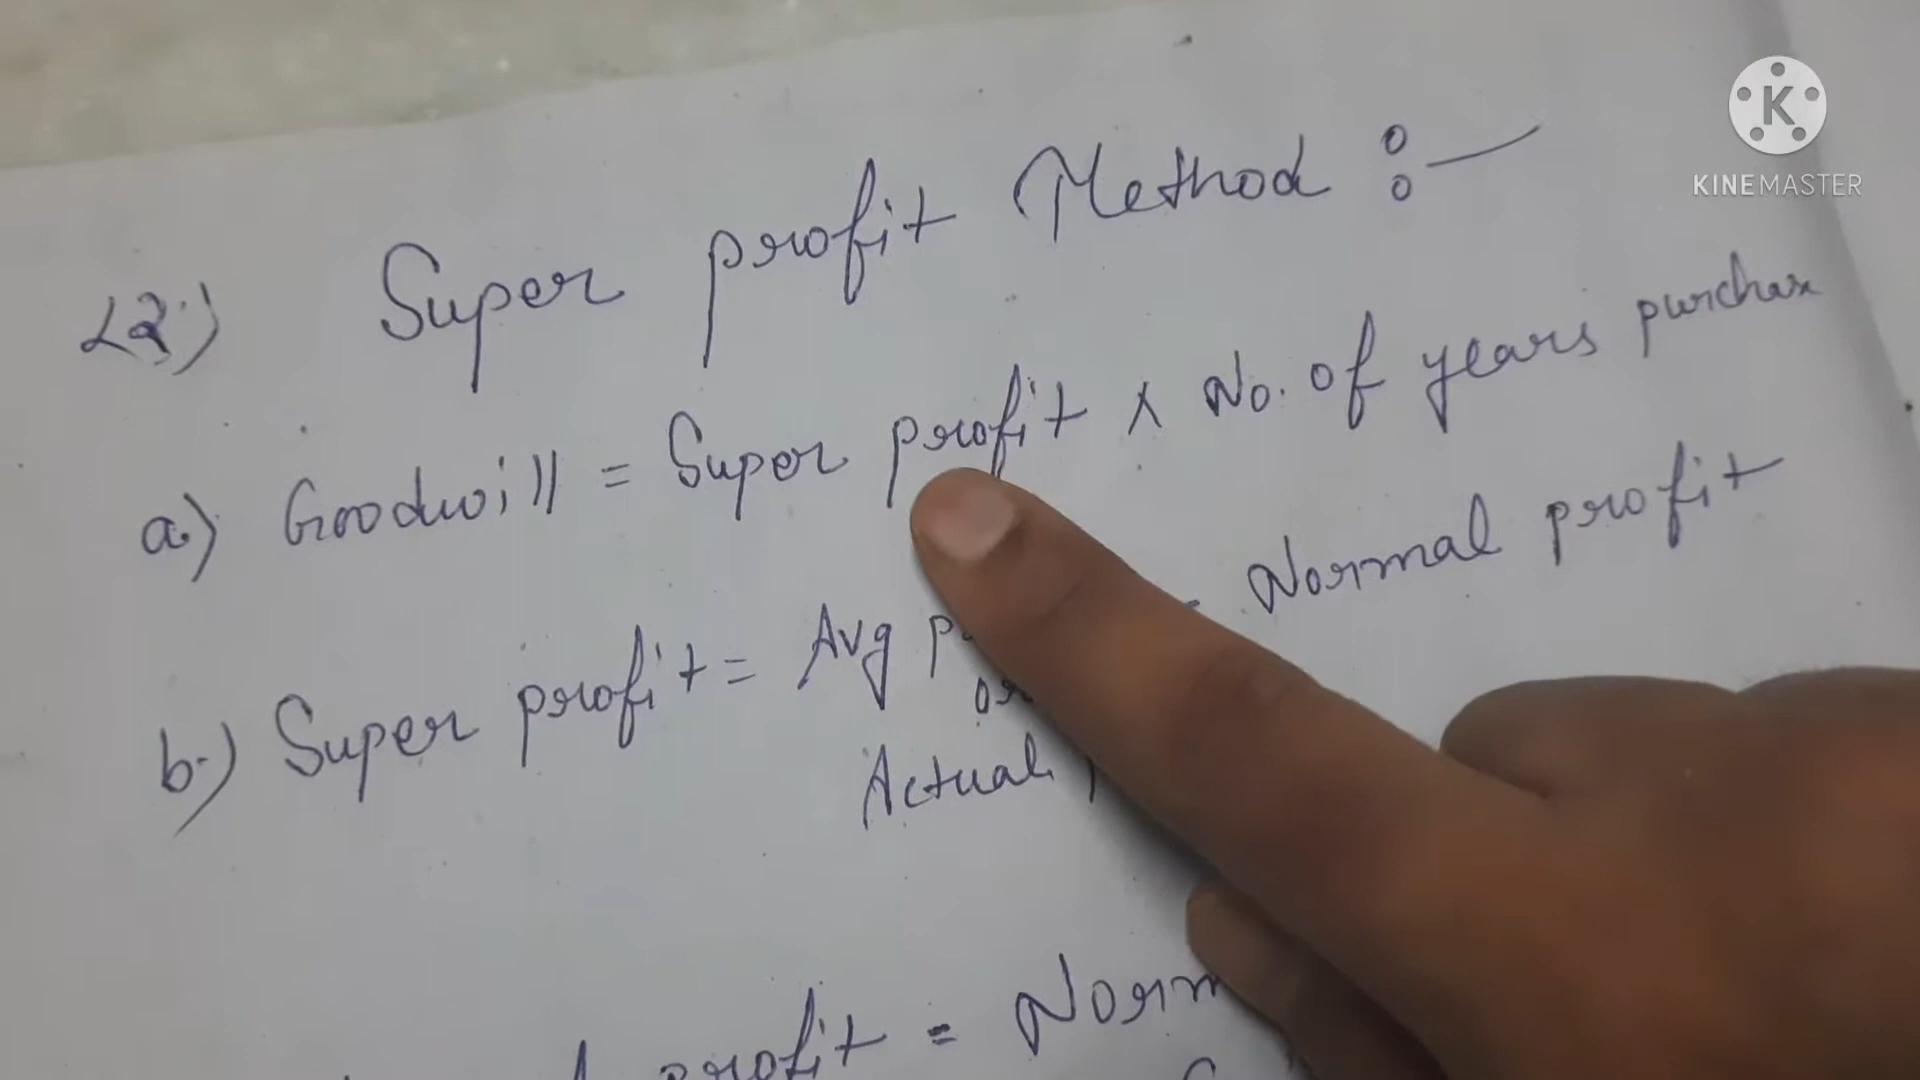 K
KINEMASTER
<2.) Super profit Method :-
a.) Goodwill = Super profit x No. of years purchase
b.) Super profit = Avg - Normal profit
or
Actual
profit =